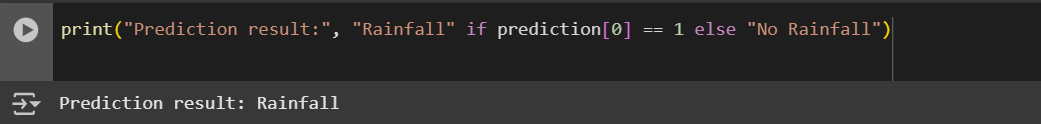 print("Prediction result:", "Rainfall" if prediction[0] == 1 else "No Rainfall")
Prediction result: Rainfall